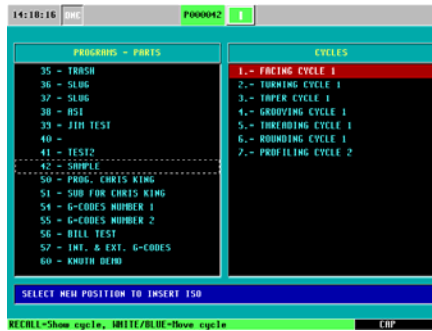 14:18:16 DNC P000042
PROGRAMS - PARTS
35 - TRASH
36 - SLUG
37 - SLUG
38 - ASI
39 - JIM TEST
40 -
41 - TEST2
42 - SAMPLE
50 - PROG. CHRIS KING
51 - SUB FOR CHRIS KING
54 - G-CODES NUMBER 1
55 - G-CODES NUMBER 2
56 - BILL TEST
57 - INT. & EXT. G-CODES
60 - KNUTH DEMO
CYCLES
1.- FACING CYCLE 1
2.- TURNING CYCLE 1
3.- TAPER CYCLE 1
4.- GROOVING CYCLE 1
5.- THREADING CYCLE 1
6.- ROUNDING CYCLE 1
7.- PROFILING CYCLE 2
SELECT NEW POSITION TO INSERT ISO
RECALL=Show cycle, WHITE/BLUE=Move cycle CAP